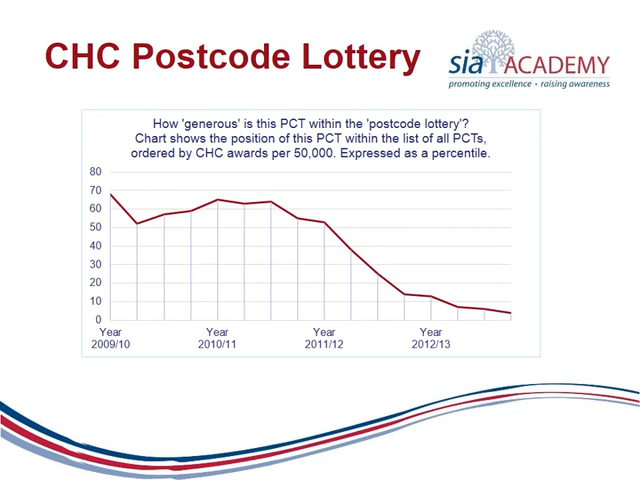 CHC Postcode Lottery
sia ACADEMY
promoting excellence • raising awareness
How 'generous' is this PCT within the 'postcode lottery'?
Chart shows the position of this PCT within the list of all PCTs,
ordered by CHC awards per 50,000. Expressed as a percentile.
80
70
60
50
40
30
20
10
0
Year Year Year Year
2009/10 2010/11 2011/12 2012/13